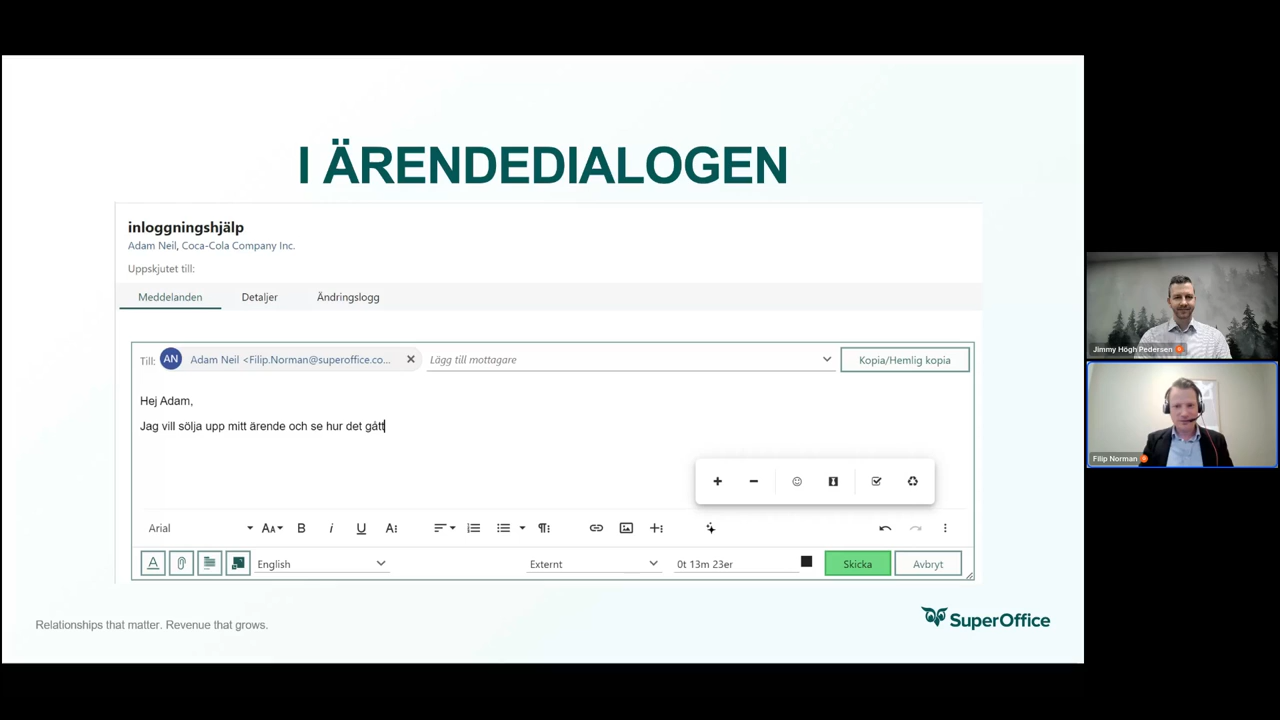 I ÄRENDEDIALOGEN
inloggningshjälp
Adam Neil, Coca-Cola Company Inc.
Uppskjutet till:
Meddelanden Detaljer Ändringslogg
Till: AN Adam Neil <Filip.Norman@superoffice.co... Lägg till mottagare Kopia/Hemlig kopia
Hej Adam,
Jag vill sölja upp mitt ärende och se hur det gått
Arial
English Externt 0t 13m 23er Skicka Avbryt
Relationships that matter. Revenue that grows.
SuperOffice
Jimmy Högh Pedersen
Filip Norman